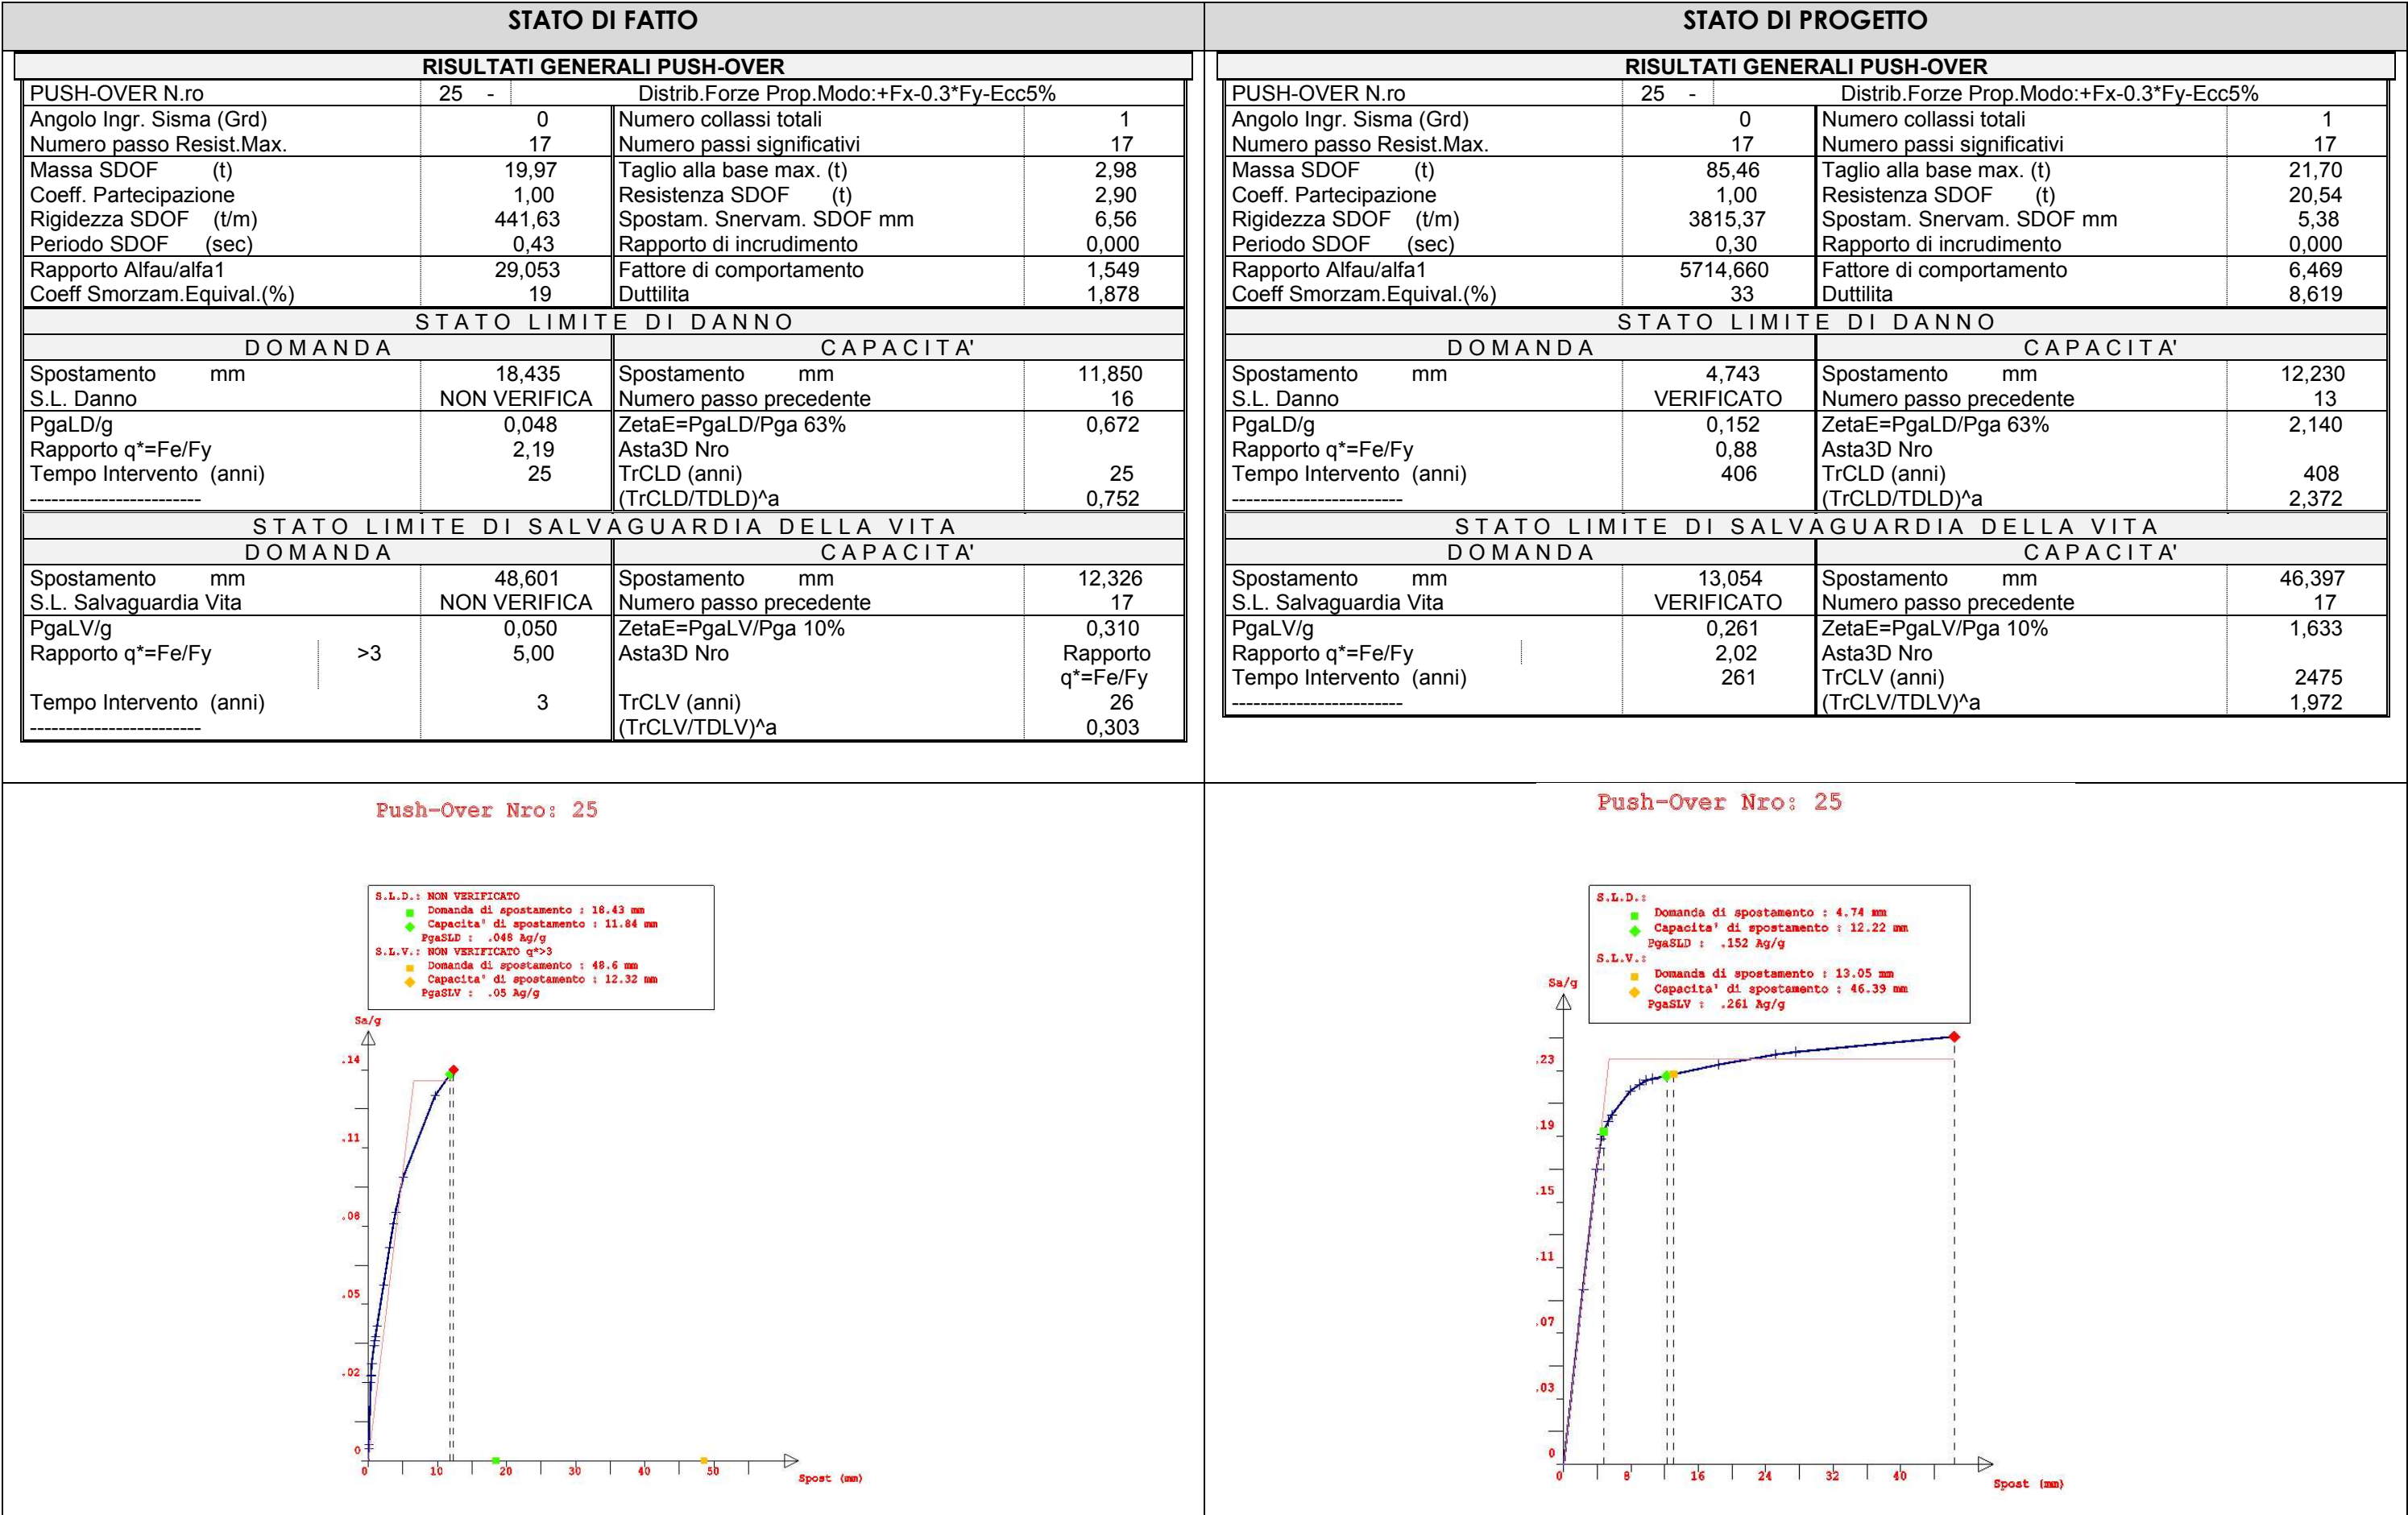 STATO DI FATTO
RISULTATI GENERALI PUSH-OVER
PUSH-OVER N.ro 25 - Distrib.Forze Prop.Modo:+Fx-0.3*Fy-Ecc5%
Angolo Ingr. Sisma (Grd) 0 Numero collassi totali 1
Numero passo Resist.Max. 17 Numero passi significativi 17
Massa SDOF (t) 19,97 Taglio alla base max. (t) 2,98
Coeff. Partecipazione 1,00 Resistenza SDOF (t) 2,90
Rigidezza SDOF (t/m) 441,63 Spostam. Snervam. SDOF mm 6,56
Periodo SDOF (sec) 0,43 Rapporto di incrudimento 0,000
Rapporto Alfau/alfa1 29,053 Fattore di comportamento 1,549
Coeff Smorzam.Equival.(%) 19 Duttilita 1,878
STATO LIMITE DI DANNO
DOMANDA CAPACITA'
Spostamento mm 18,435 Spostamento mm 11,850
S.L. Danno NON VERIFICA Numero passo precedente 16
PgaLD/g 0,048 ZetaE=PgaLD/Pga 63% 0,672
Rapporto q*=Fe/Fy 2,19 Asta3D Nro
Tempo Intervento (anni) 25 TrCLD (anni) 25
------------------------ (TrCLD/TDLD)^a 0,752
STATO LIMITE DI SALVAGUARDIA DELLA VITA
DOMANDA CAPACITA'
Spostamento mm 48,601 Spostamento mm 12,326
S.L. Salvaguardia Vita NON VERIFICA Numero passo precedente 17
PgaLV/g 0,050 ZetaE=PgaLV/Pga 10% 0,310
Rapporto q*=Fe/Fy >3 5,00 Asta3D Nro Rapporto
q*=Fe/Fy
Tempo Intervento (anni) 3 TrCLV (anni) 26
------------------------ (TrCLV/TDLV)^a 0,303
Push-Over Nro: 25
S.L.D.: NON VERIFICATO
Domanda di spostamento : 18.43 mm
Capacita' di spostamento : 11.84 mm
PgaSLD : .048 Ag/g
S.L.V.: NON VERIFICATO q*>3
Domanda di spostamento : 48.6 mm
Capacita' di spostamento : 12.32 mm
PgaSLV : .05 Ag/g
Sa/g
.14
.11
.08
.05
.02
0
0 10 20 30 40 50
Spost (mm)
STATO DI PROGETTO
RISULTATI GENERALI PUSH-OVER
PUSH-OVER N.ro 25 - Distrib.Forze Prop.Modo:+Fx-0.3*Fy-Ecc5%
Angolo Ingr. Sisma (Grd) 0 Numero collassi totali 1
Numero passo Resist.Max. 17 Numero passi significativi 17
Massa SDOF (t) 85,46 Taglio alla base max. (t) 21,70
Coeff. Partecipazione 1,00 Resistenza SDOF (t) 20,54
Rigidezza SDOF (t/m) 3815,37 Spostam. Snervam. SDOF mm 5,38
Periodo SDOF (sec) 0,30 Rapporto di incrudimento 0,000
Rapporto Alfau/alfa1 5714,660 Fattore di comportamento 6,469
Coeff Smorzam.Equival.(%) 33 Duttilita 8,619
STATO LIMITE DI DANNO
DOMANDA CAPACITA'
Spostamento mm 4,743 Spostamento mm 12,230
S.L. Danno VERIFICATO Numero passo precedente 13
PgaLD/g 0,152 ZetaE=PgaLD/Pga 63% 2,140
Rapporto q*=Fe/Fy 0,88 Asta3D Nro
Tempo Intervento (anni) 406 TrCLD (anni) 408
------------------------ (TrCLD/TDLD)^a 2,372
STATO LIMITE DI SALVAGUARDIA DELLA VITA
DOMANDA CAPACITA'
Spostamento mm 13,054 Spostamento mm 46,397
S.L. Salvaguardia Vita VERIFICATO Numero passo precedente 17
PgaLV/g 0,261 ZetaE=PgaLV/Pga 10% 1,633
Rapporto q*=Fe/Fy 2,02 Asta3D Nro
Tempo Intervento (anni) 261 TrCLV (anni) 2475
------------------------ (TrCLV/TDLV)^a 1,972
Push-Over Nro: 25
S.L.D.:
Domanda di spostamento : 4.74 mm
Capacita' di spostamento : 12.22 mm
PgaSLD : .152 Ag/g
S.L.V.:
Domanda di spostamento : 13.05 mm
Capacita' di spostamento : 46.39 mm
PgaSLV : .261 Ag/g
Sa/g
.23
.19
.15
.11
.07
.03
0
0 8 16 24 32 40
Spost (mm)